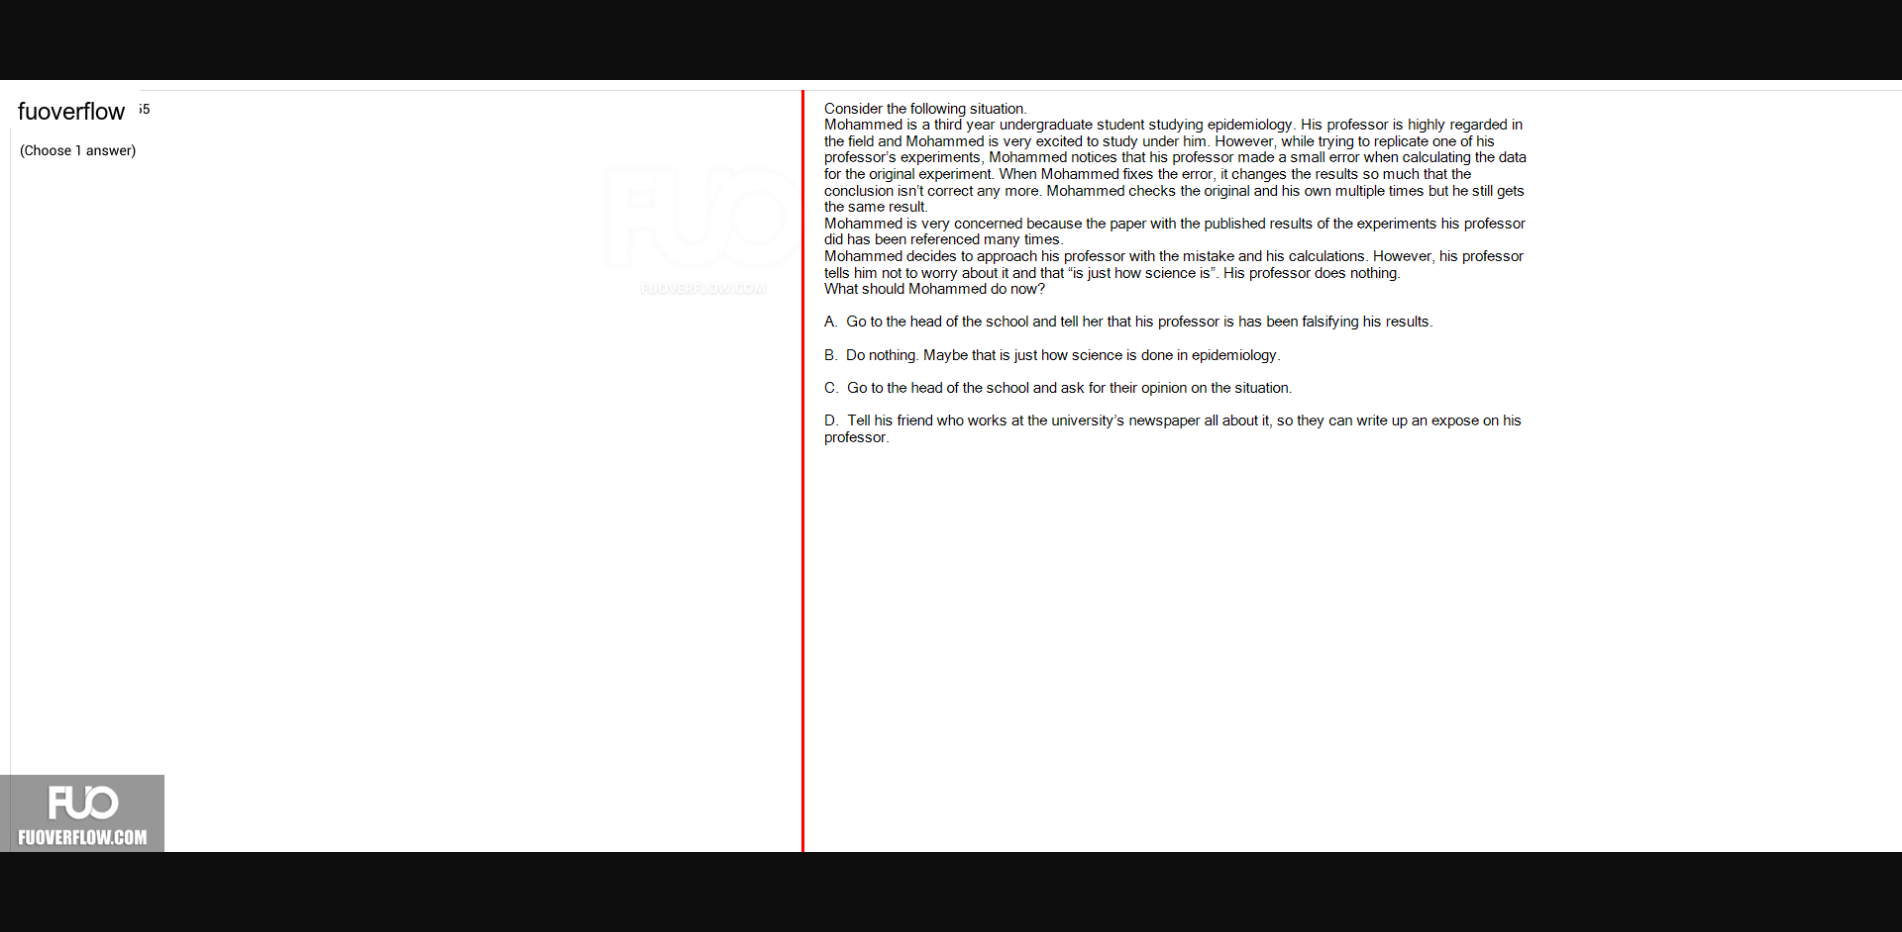 fuoverflow
55
(Choose 1 answer)
FUO
FUOVERFLOW.COM
Consider the following situation.
Mohammed is a third year undergraduate student studying epidemiology. His professor is highly regarded in
the field and Mohammed is very excited to study under him. However, while trying to replicate one of his
professor's experiments, Mohammed notices that his professor made a small error when calculating the data
for the original experiment. When Mohammed fixes the error, it changes the results so much that the
conclusion isn't correct any more. Mohammed checks the original and his own multiple times but he still gets
the same result.
Mohammed is very concerned because the paper with the published results of the experiments his professor
did has been referenced many times.
Mohammed decides to approach his professor with the mistake and his calculations. However, his professor
tells him not to worry about it and that “is just how science is”. His professor does nothing.
What should Mohammed do now?
A. Go to the head of the school and tell her that his professor is has been falsifying his results.
B. Do nothing. Maybe that is just how science is done in epidemiology.
C. Go to the head of the school and ask for their opinion on the situation.
D. Tell his friend who works at the university's newspaper all about it, so they can write up an expose on his
professor.
FUO
FUOVERFLOW.COM